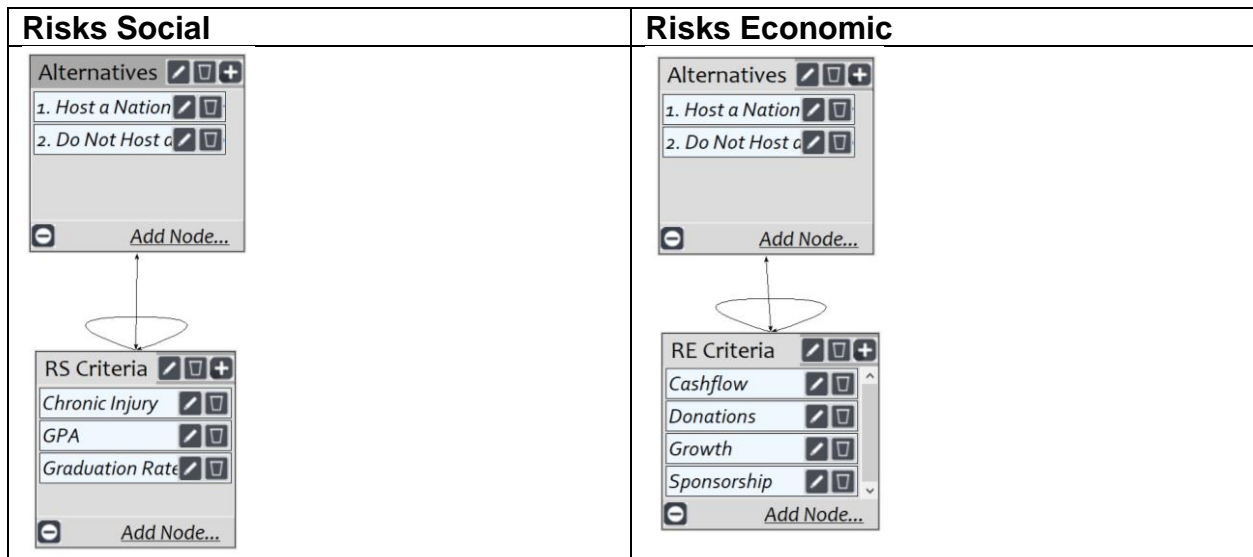 Risks Social
Risks Economic
Alternatives
1. Host a Nation
2. Do Not Host a
Add Node...
RS Criteria
Chronic Injury
GPA
Graduation Rate
Add Node...
Alternatives
1. Host a Nation
2. Do Not Host a
Add Node...
RE Criteria
Cashflow
Donations
Growth
Sponsorship
Add Node...